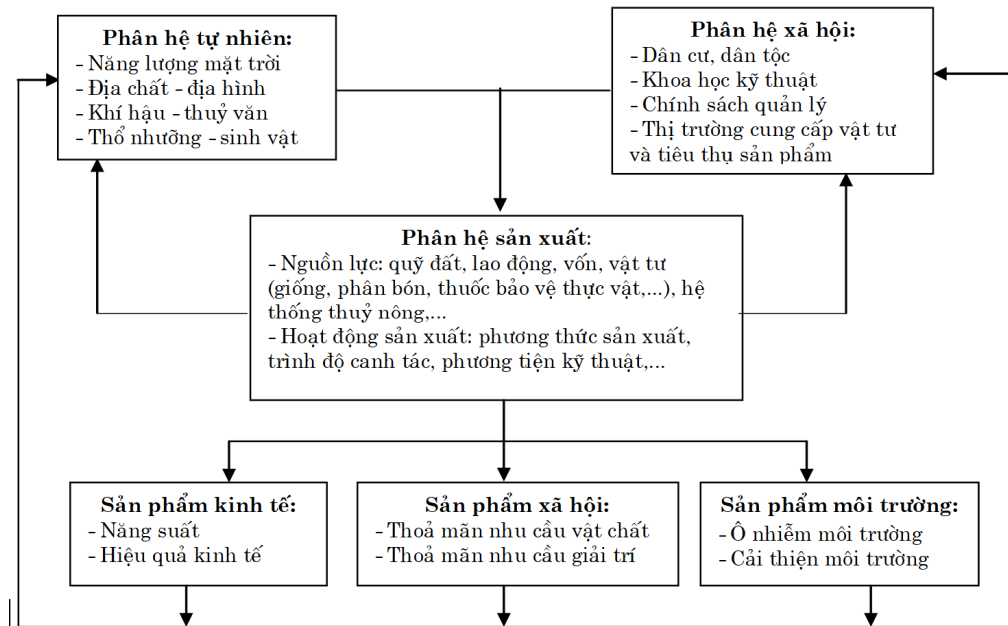 Phân hệ tự nhiên:
- Năng lượng mặt trời
- Địa chất - địa hình
- Khí hậu - thuỷ văn
- Thổ nhưỡng - sinh vật
Phân hệ xã hội:
- Dân cư, dân tộc
- Khoa học kỹ thuật
- Chính sách quản lý
- Thị trường cung cấp vật tư
và tiêu thụ sản phẩm
Phân hệ sản xuất:
- Nguồn lực: quỹ đất, lao động, vốn, vật tư
(giống, phân bón, thuốc bảo vệ thực vật,...), hệ
thống thuỷ nông,...
- Hoạt động sản xuất: phương thức sản xuất,
trình độ canh tác, phương tiện kỹ thuật,...
Sản phẩm kinh tế:
- Năng suất
- Hiệu quả kinh tế
Sản phẩm xã hội:
- Thoả mãn nhu cầu vật chất
- Thoả mãn nhu cầu giải trí
Sản phẩm môi trường:
- Ô nhiễm môi trường
- Cải thiện môi trường